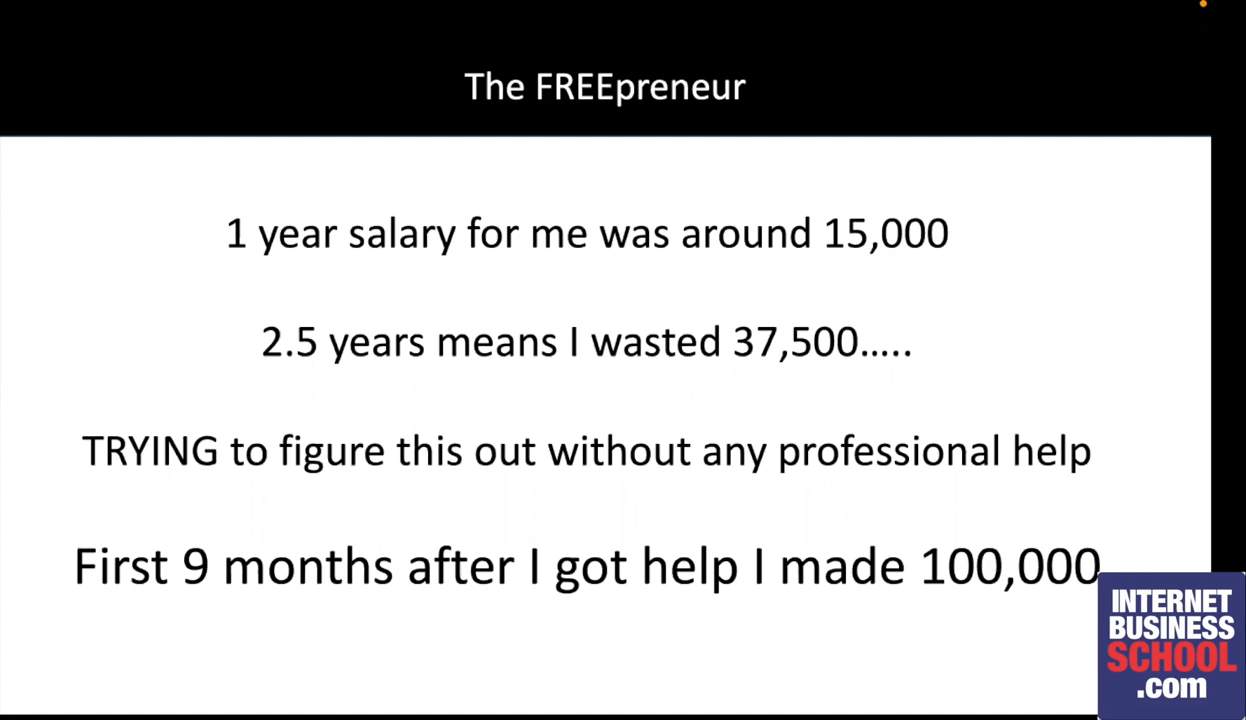 The FREEpreneur
1 year salary for me was around 15,000
2.5 years means I wasted 37,500.....
TRYING to figure this out without any professional help
First 9 months after I got help I made 100,000
INTERNET
BUSINESS
SCHOOL
.com